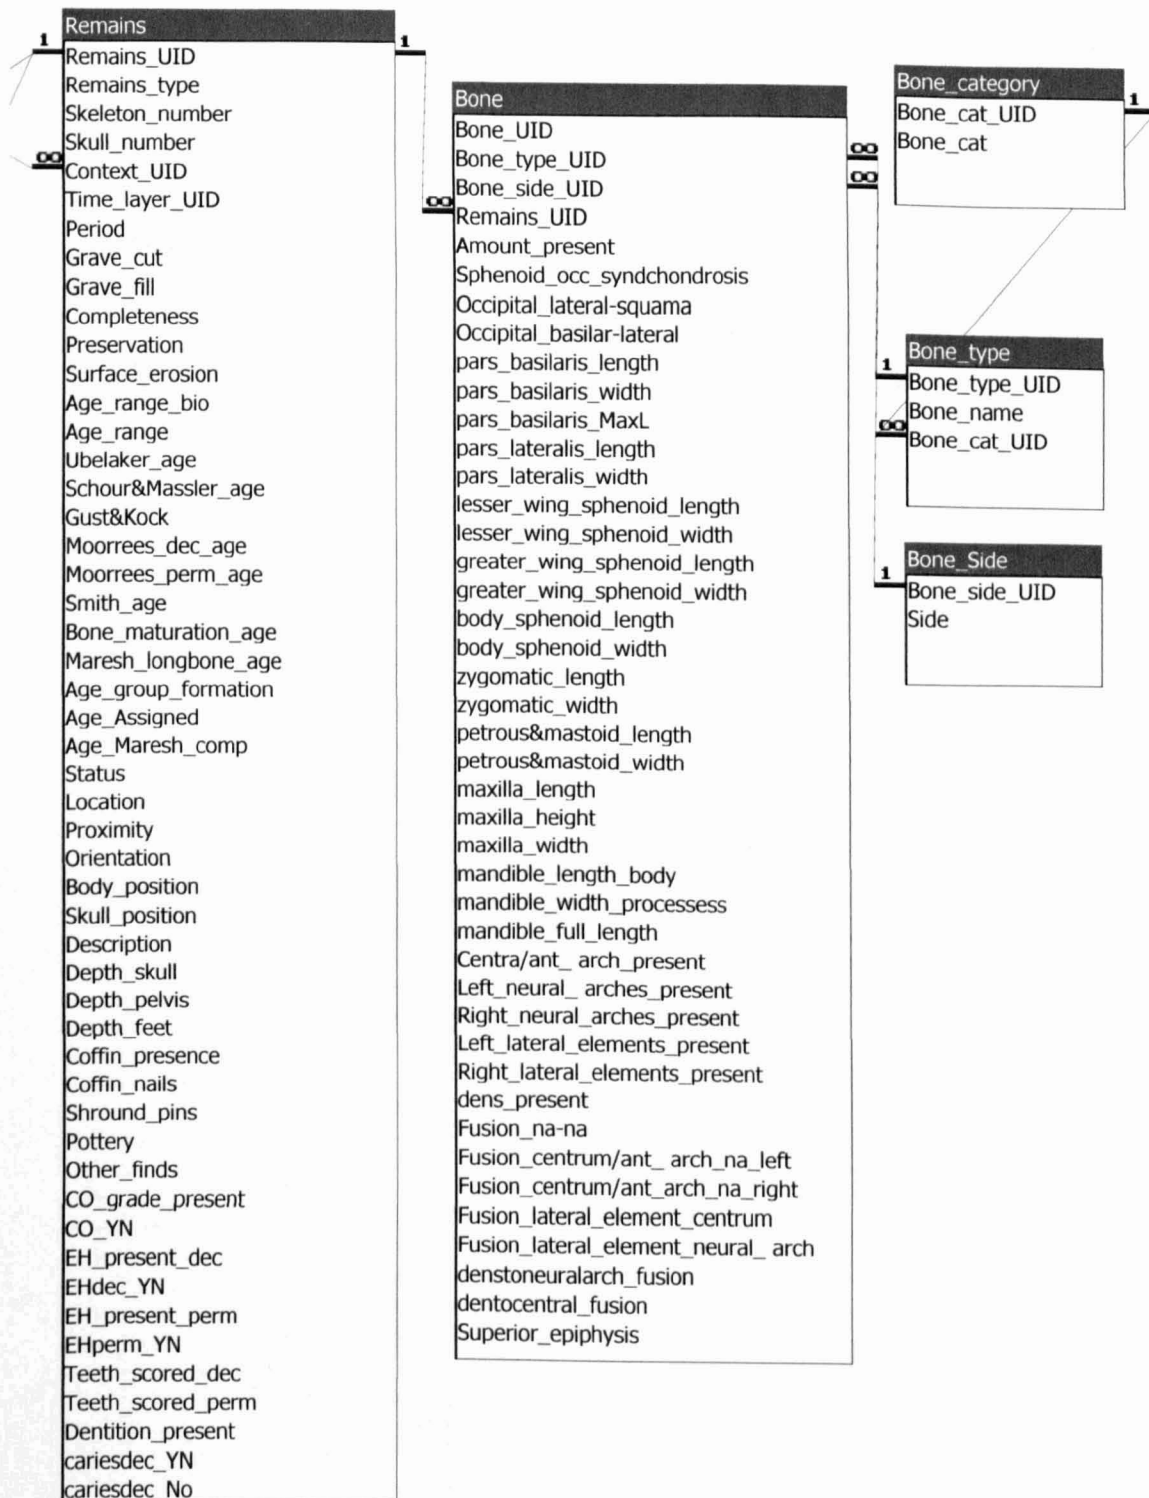 Remains
1
Remains_UID
1
Remains_type
Skeleton_number
Skull_number
∞
Context_UID
Time_layer_UID
Period
Grave_cut
Grave_fill
Completeness
Preservation
Surface_erosion
Age_range_bio
Age_range
Ubelaker_age
Schour&Massler_age
Gust&Kock
Moorrees_dec_age
Moorrees_perm_age
Smith_age
Bone_maturation_age
Maresh_longbone_age
Age_group_formation
Age_Assigned
Age_Maresh_comp
Status
Location
Proximity
Orientation
Body_position
Skull_position
Description
Depth_skull
Depth_pelvis
Depth_feet
Coffin_presence
Coffin_nails
Shround_pins
Pottery
Other_finds
CO_grade_present
CO_YN
EH_present_dec
EHdec_YN
EH_present_perm
EHperm_YN
Teeth_scored_dec
Teeth_scored_perm
Dentition_present
cariesdec_YN
cariesdec_No
Bone
Bone_UID
∞
Bone_type_UID
∞
Bone_side_UID
∞
Remains_UID
Amount_present
Sphenoid_occ_syndchondrosis
Occipital_lateral-squama
Occipital_basilar-lateral
pars_basilaris_length
pars_basilaris_width
pars_basilaris_MaxL
pars_lateralis_length
pars_lateralis_width
lesser_wing_sphenoid_length
lesser_wing_sphenoid_width
greater_wing_sphenoid_length
greater_wing_sphenoid_width
body_sphenoid_length
body_sphenoid_width
zygomatic_length
zygomatic_width
petrous&mastoid_length
petrous&mastoid_width
maxilla_length
maxilla_height
maxilla_width
mandible_length_body
mandible_width_processess
mandible_full_length
Centra/ant_ arch_present
Left_neural_ arches_present
Right_neural_arches_present
Left_lateral_elements_present
Right_lateral_elements_present
dens_present
Fusion_na-na
Fusion_centrum/ant_ arch_na_left
Fusion_centrum/ant_arch_na_right
Fusion_lateral_element_centrum
Fusion_lateral_element_neural_ arch
denstoneuralarch_fusion
dentocentral_fusion
Superior_epiphysis
Bone_category
1
Bone_cat_UID
Bone_cat
Bone_type
1
Bone_type_UID
Bone_name
∞
Bone_cat_UID
Bone_Side
1
Bone_side_UID
Side